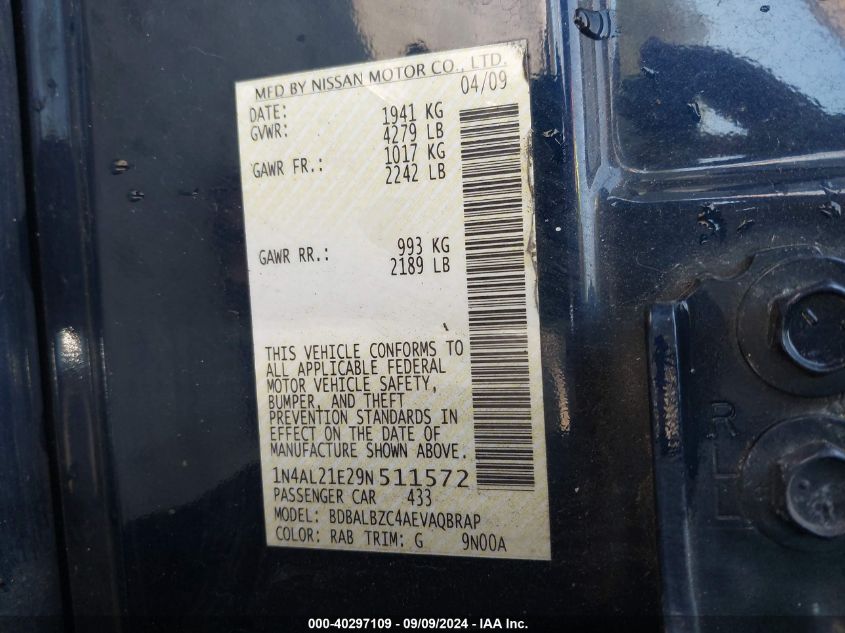 MFD BY NISSAN MOTOR CO., LTD.
DATE: 04/09
GVWR: 1941 KG
4279 LB
GAWR FR.: 1017 KG
2242 LB
GAWR RR.: 993 KG
2189 LB
THIS VEHICLE CONFORMS TO
ALL APPLICABLE FEDERAL
MOTOR VEHICLE SAFETY,
BUMPER, AND THEFT
PREVENTION STANDARDS IN
EFFECT ON THE DATE OF
MANUFACTURE SHOWN ABOVE.
1N4AL21E29N511572
PASSENGER CAR 433
MODEL: BDBALBZC4AEVAQBRAP
COLOR: RAB TRIM: G 9N00A
000-40297109 - 09/09/2024 - IAA Inc.